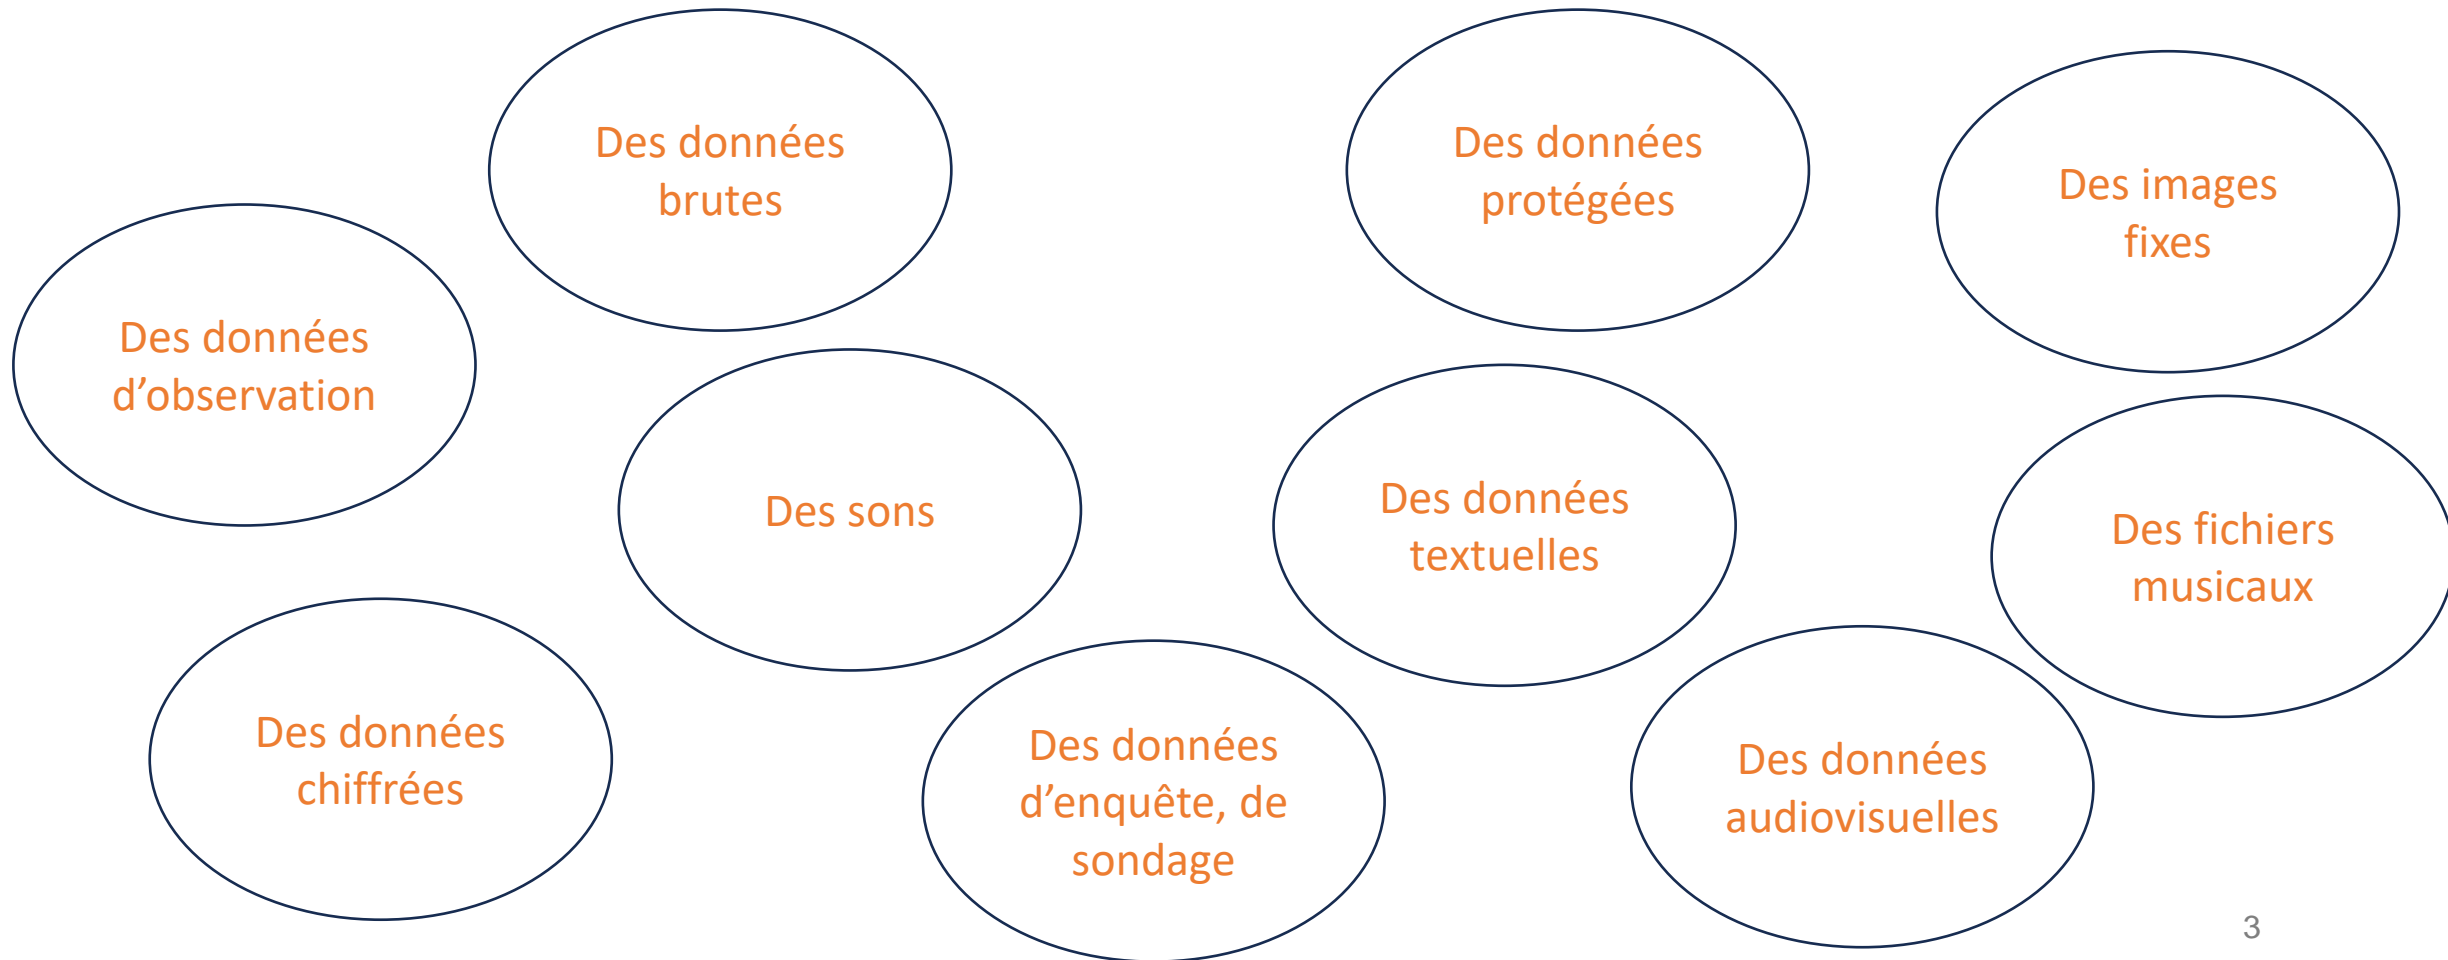 Des données
brutes
Des données
protégées
Des images
fixes
Des données
d’observation
Des sons
Des données
textuelles
Des fichiers
musicaux
Des données
chiffrées
Des données
d’enquête, de
sondage
Des données
audiovisuelles
3